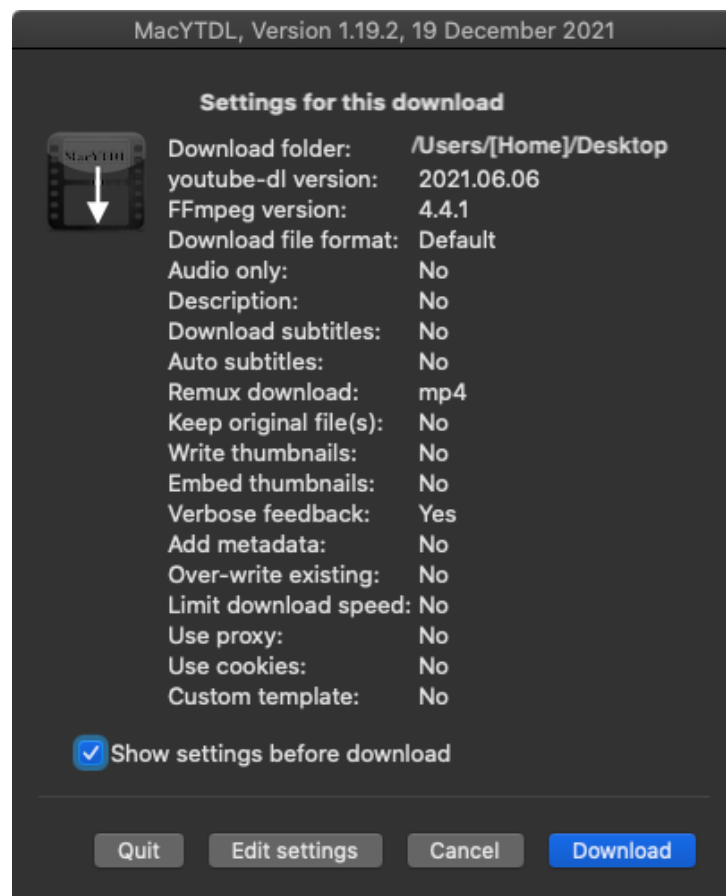 MacYTDL, Version 1.19.2, 19 December 2021
Settings for this download
MacYTDL
Download folder: /Users/[Home]/Desktop
youtube-dl version: 2021.06.06
FFmpeg version: 4.4.1
Download file format: Default
Audio only: No
Description: No
Download subtitles: No
Auto subtitles: No
Remux download: mp4
Keep original file(s): No
Write thumbnails: No
Embed thumbnails: No
Verbose feedback: Yes
Add metadata: No
Over-write existing: No
Limit download speed: No
Use proxy: No
Use cookies: No
Custom template: No
Show settings before download
Quit Edit settings Cancel Download